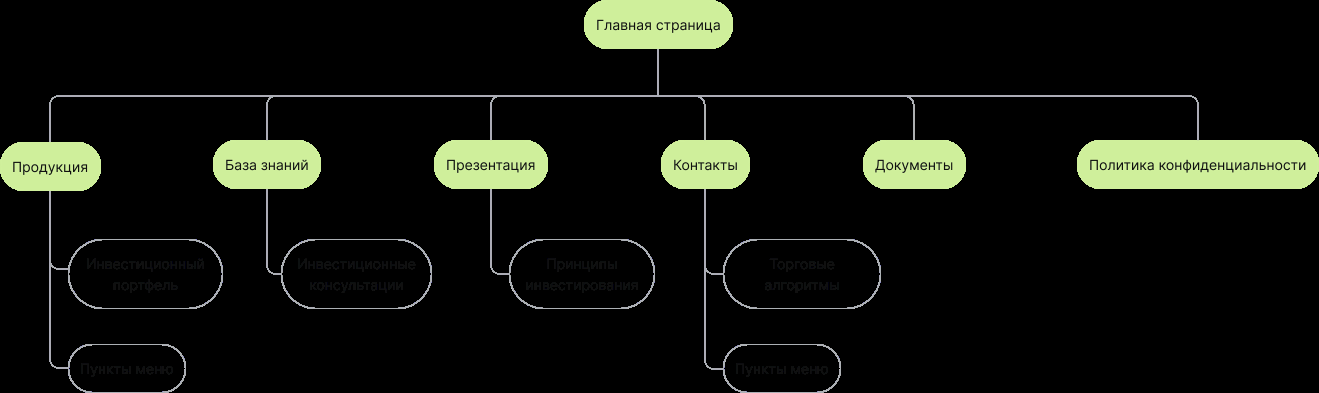 Главная страница
Продукция
База знаний
Презентация
Контакты
Документы
Политика конфиденциальности
Инвестиционный
портфель
Инвестиционные
консультации
Принципы
инвестирования
Торговые
алгоритмы
Пункты меню
Пункты меню